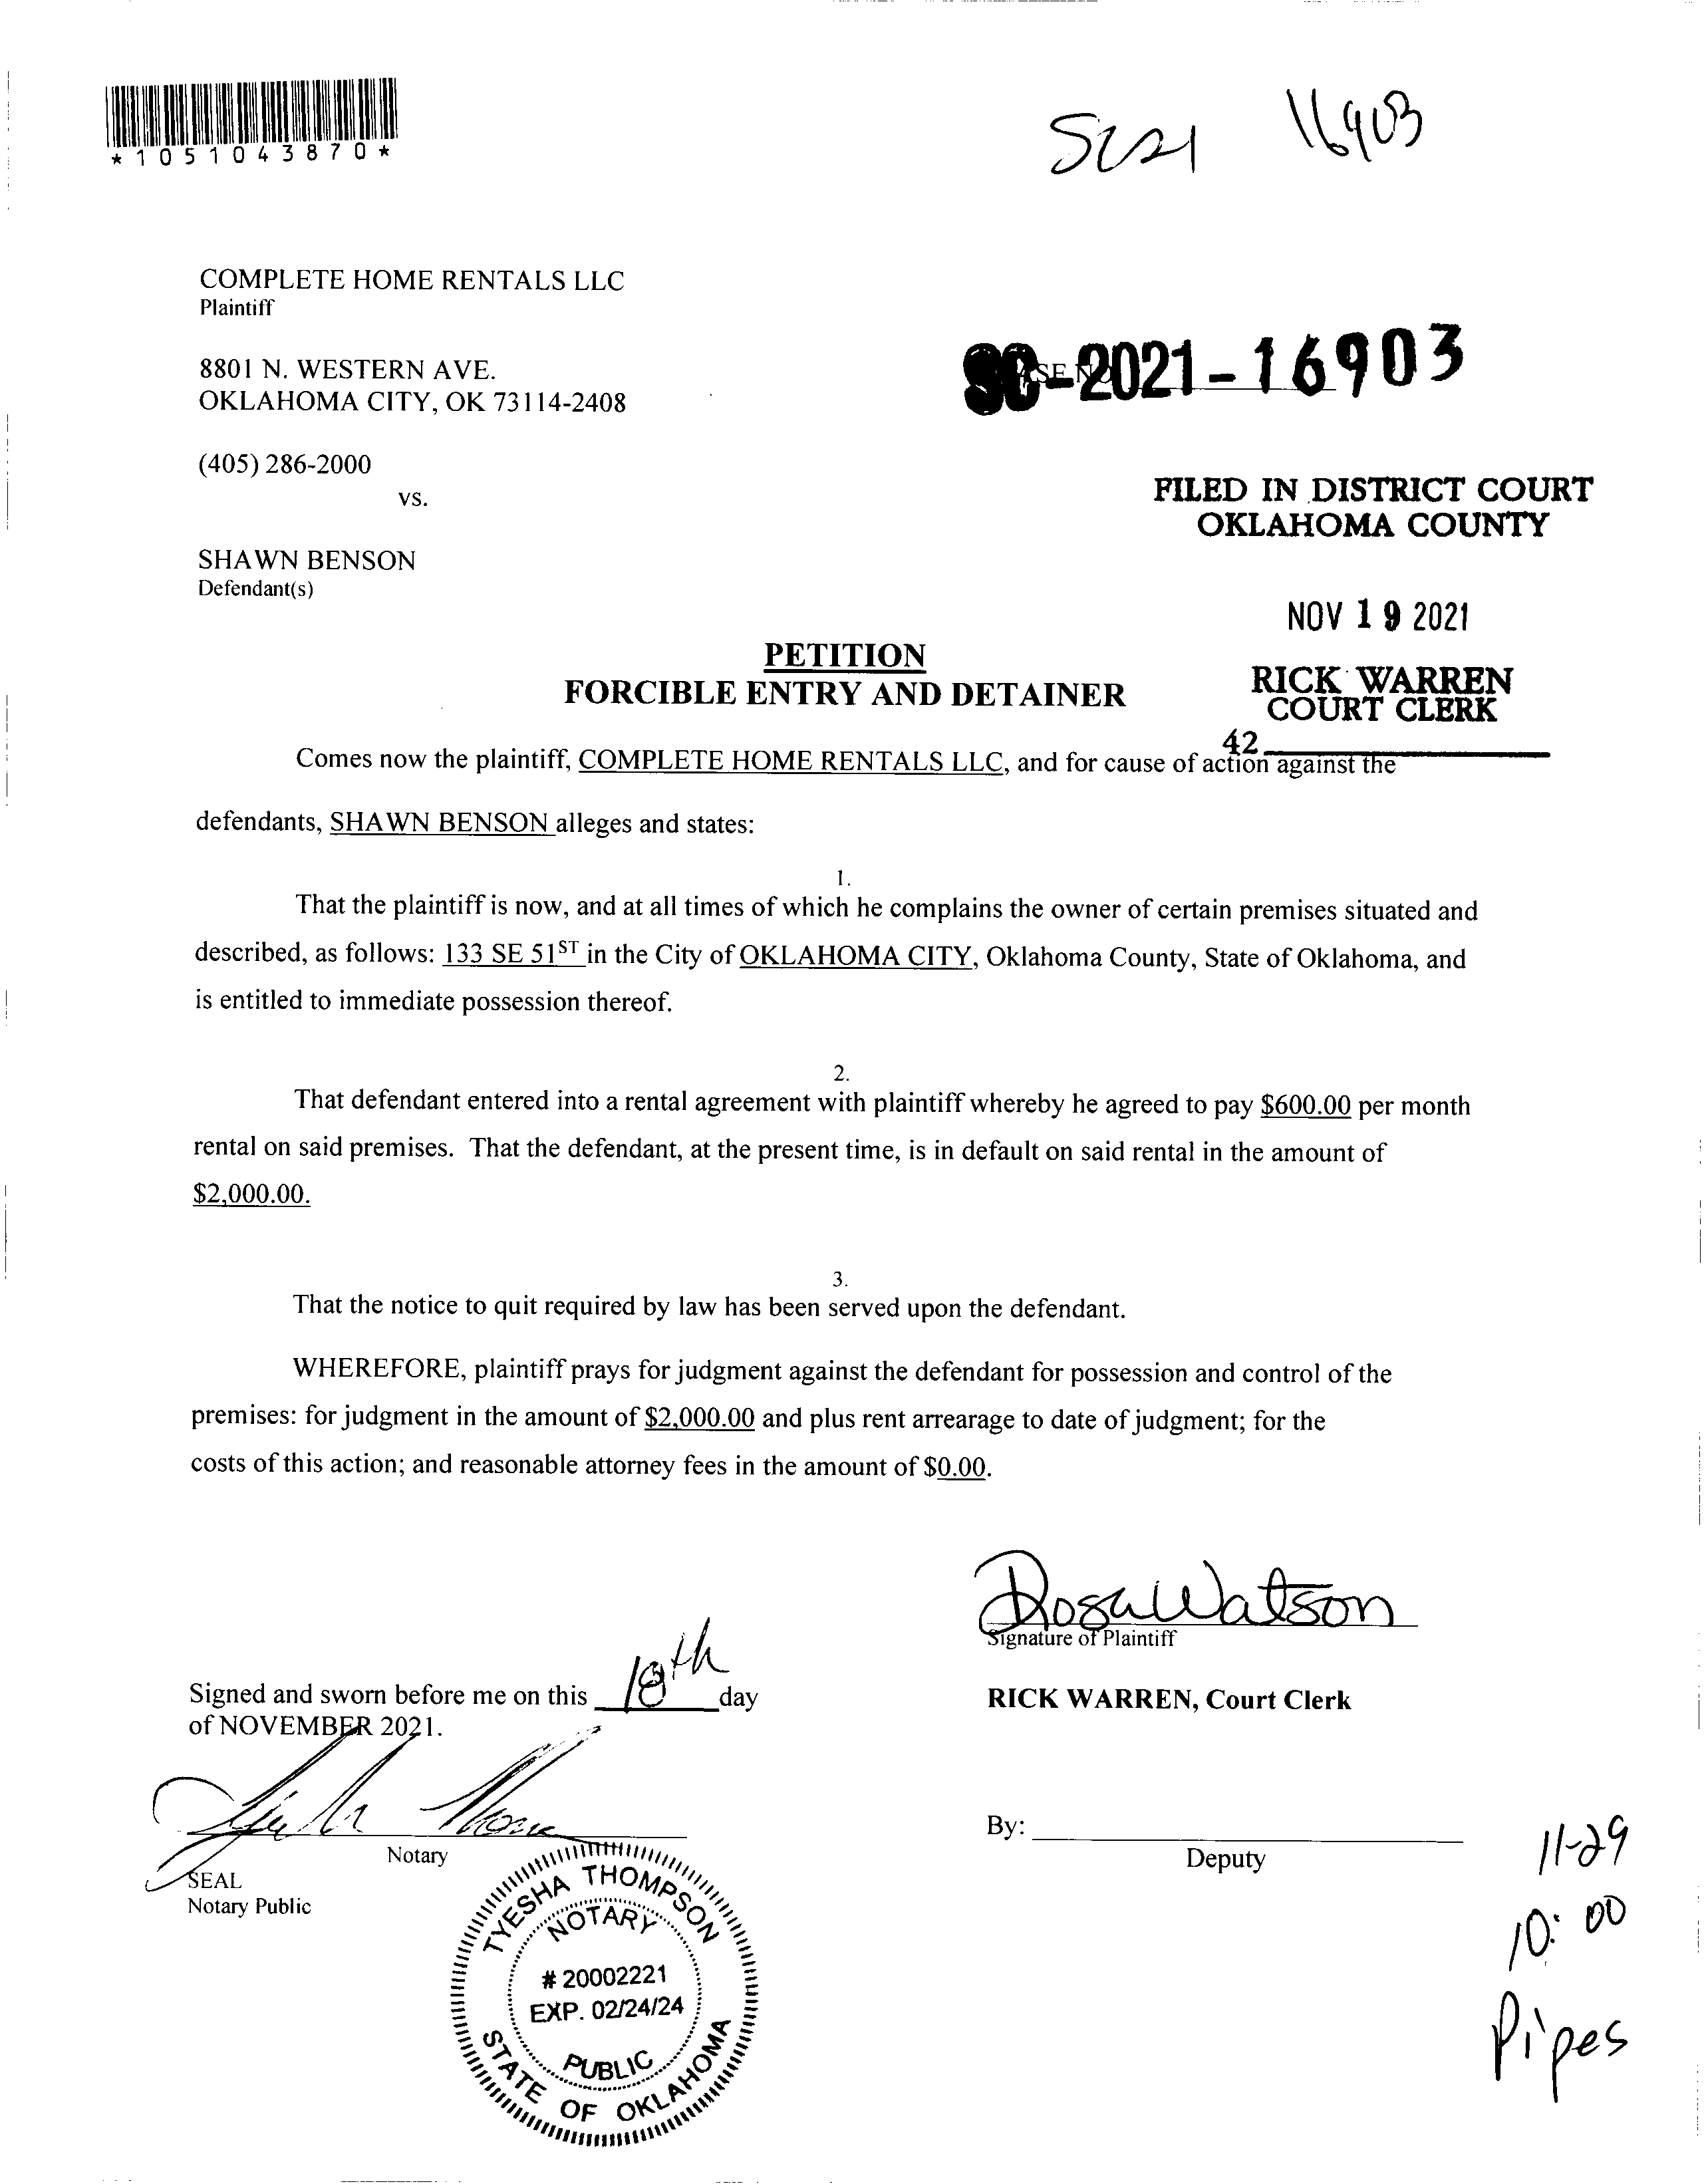 *1051043870*
SC21 16903
COMPLETE HOME RENTALS LLC
Plaintiff
8801 N. WESTERN AVE.
OKLAHOMA CITY, OK 73114-2408
SC-2021-16903
(405) 286-2000
vs.
FILED IN DISTRICT COURT
OKLAHOMA COUNTY
SHAWN BENSON
Defendant(s)
NOV 19 2021
PETITION
FORCIBLE ENTRY AND DETAINER
RICK WARREN
COURT CLERK
42
Comes now the plaintiff, COMPLETE HOME RENTALS LLC, and for cause of action against the
defendants, SHAWN BENSON alleges and states:
1.
That the plaintiff is now, and at all times of which he complains the owner of certain premises situated and
described, as follows: 133 SE 51ST in the City of OKLAHOMA CITY, Oklahoma County, State of Oklahoma, and
is entitled to immediate possession thereof.
2.
That defendant entered into a rental agreement with plaintiff whereby he agreed to pay $600.00 per month
rental on said premises. That the defendant, at the present time, is in default on said rental in the amount of
$2,000.00.
3.
That the notice to quit required by law has been served upon the defendant.
WHEREFORE, plaintiff prays for judgment against the defendant for possession and control of the
premises: for judgment in the amount of $2,000.00 and plus rent arrearage to date of judgment; for the
costs of this action; and reasonable attorney fees in the amount of $0.00.
Rosa Watson
Signature of Plaintiff
Signed and sworn before me on this 18th day
of NOVEMBER 2021.
RICK WARREN, Court Clerk
Notary
SEAL
Notary Public
By:
Deputy
TYESHA THOMPSON
NOTARY
# 20002221
EXP. 02/24/24
PUBLIC
STATE OF OKLAHOMA
11-29
10:00
Pipes